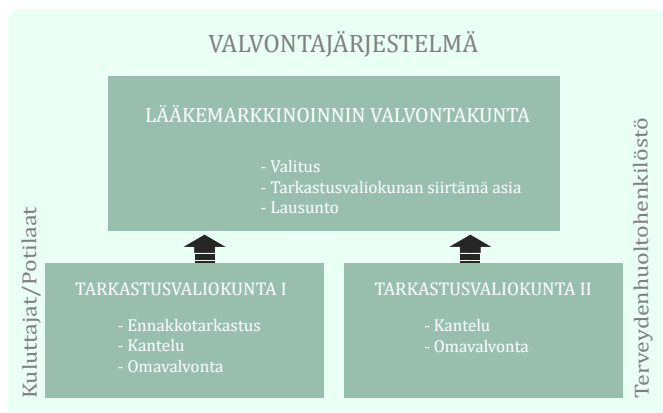 VALVONTAJÄRJESTELMÄ
LÄÄKEMARKKINOINNIN VALVONTAKUNTA
- Valitus
- Tarkastusvaliokunan siirtämä asia
- Lausunto
Kuluttajat/Potilaat
TARKASTUSVALIOKUNTA I
- Ennakkotarkastus
- Kantelu
- Omavalvonta
TARKASTUSVALIOKUNTA II
- Kantelu
- Omavalvonta
Terveydenhuoltohenkilöstö